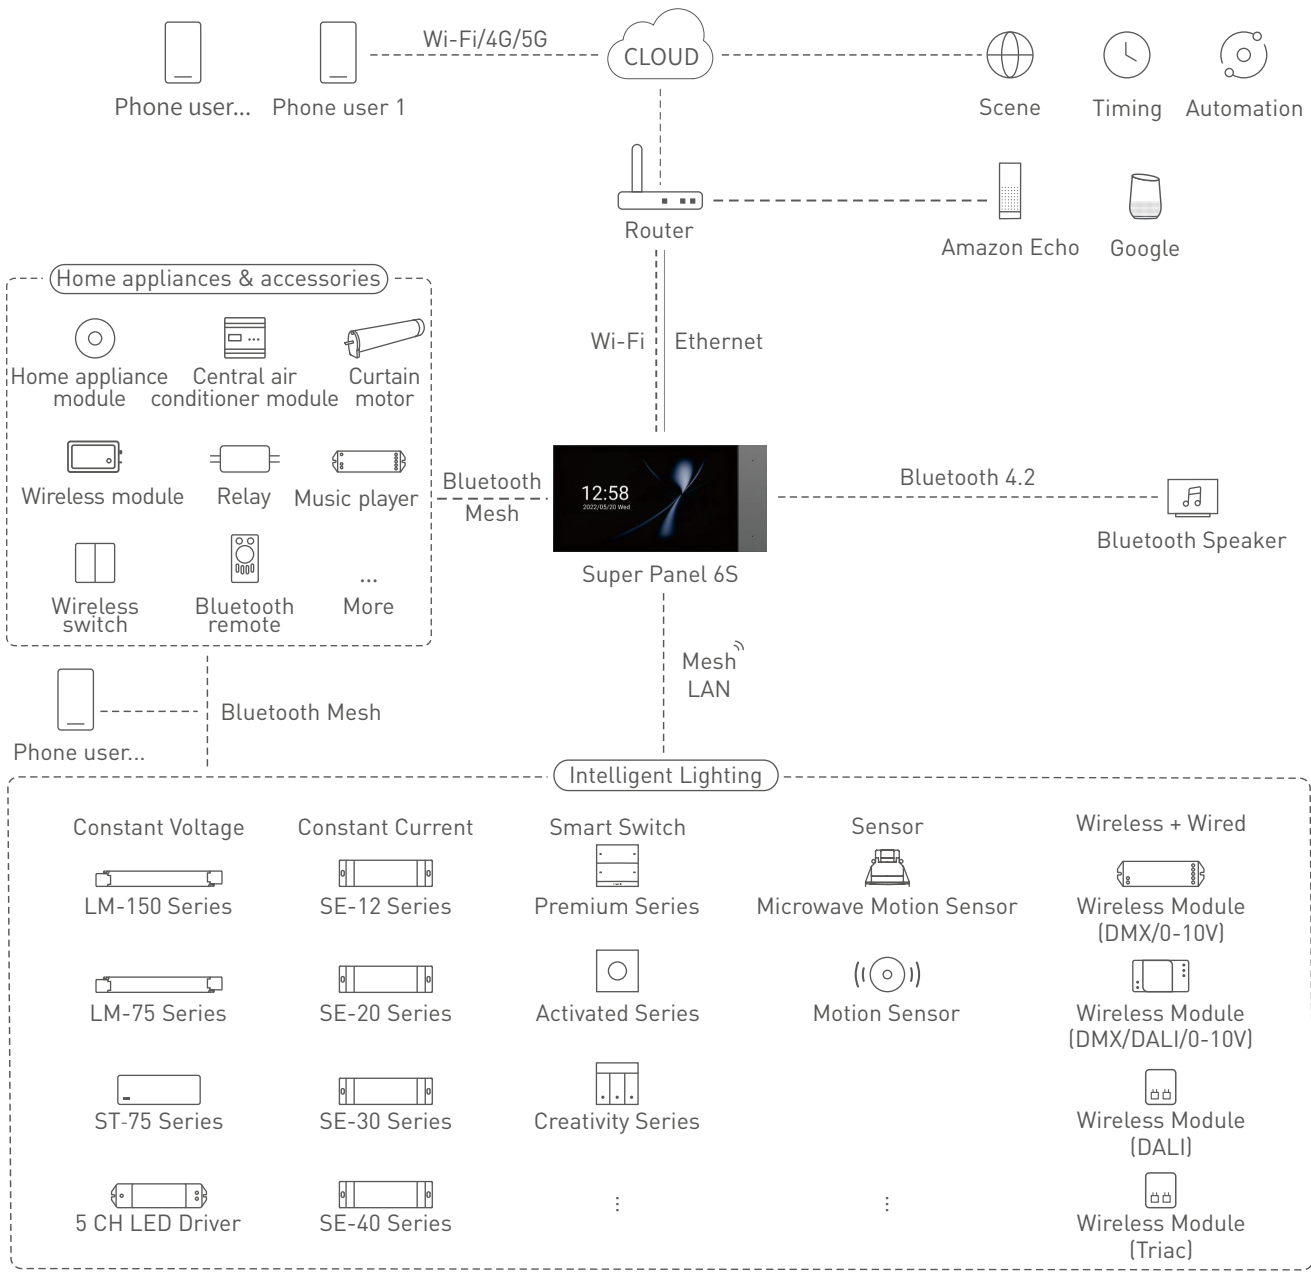 Wi-Fi/4G/5G
CLOUD
Phone user...
Phone user 1
Scene
Timing
Automation
Router
Amazon Echo
Google
Home appliances & accessories
Wi-Fi
Ethernet
Home appliance
module
Central air
conditioner module
Curtain
motor
Wireless module
Relay
Music player
Wireless
switch
Bluetooth
remote
...
More
Bluetooth
Mesh
12:58
2022/05/20 Wed
Super Panel 6S
Bluetooth 4.2
Bluetooth Speaker
Mesh
LAN
Phone user...
Bluetooth Mesh
Intelligent Lighting
Constant Voltage
Constant Current
Smart Switch
Sensor
Wireless + Wired
LM-150 Series
SE-12 Series
Premium Series
Microwave Motion Sensor
Wireless Module
(DMX/0-10V)
LM-75 Series
SE-20 Series
Activated Series
Motion Sensor
Wireless Module
(DMX/DALI/0-10V)
ST-75 Series
SE-30 Series
Creativity Series
Wireless Module
(DALI)
5 CH LED Driver
SE-40 Series
⋮
⋮
Wireless Module
(Triac)